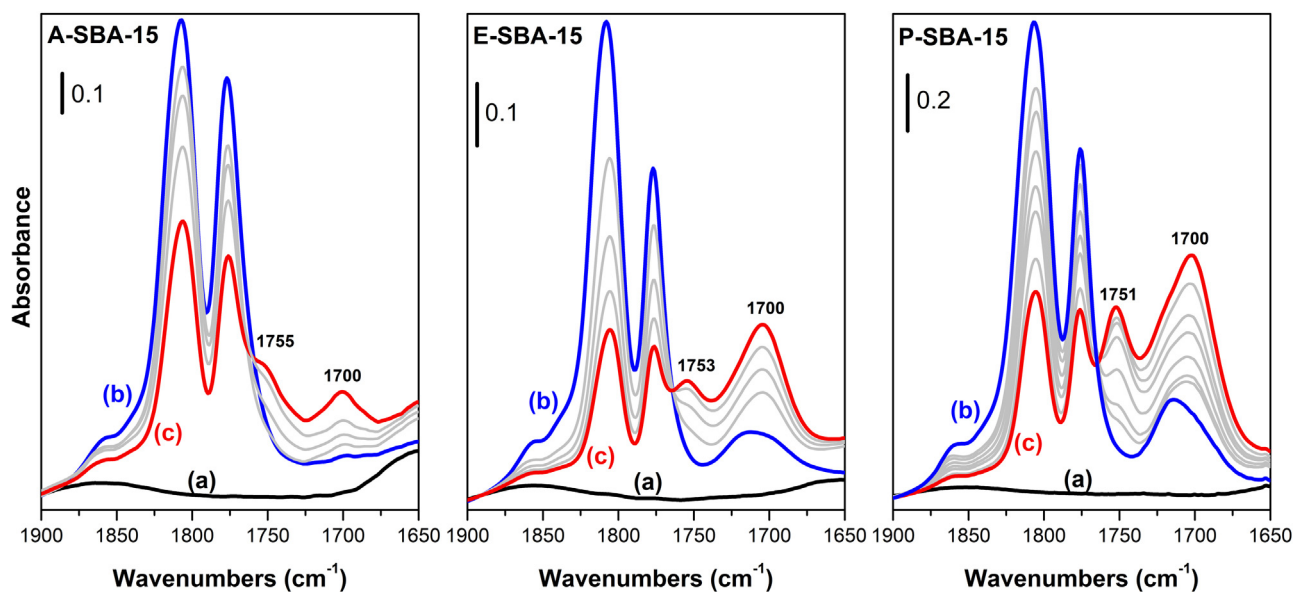 Absorbance
A-SBA-15
0.1
1755
1700
(b)
(c)
(a)
1900 1850 1800 1750 1700 1650
Wavenumbers (cm⁻¹)
E-SBA-15
0.1
1753
1700
(b)
(c)
(a)
1900 1850 1800 1750 1700 1650
Wavenumbers (cm⁻¹)
P-SBA-15
0.2
1751
1700
(b)
(c)
(a)
1900 1850 1800 1750 1700 1650
Wavenumbers (cm⁻¹)